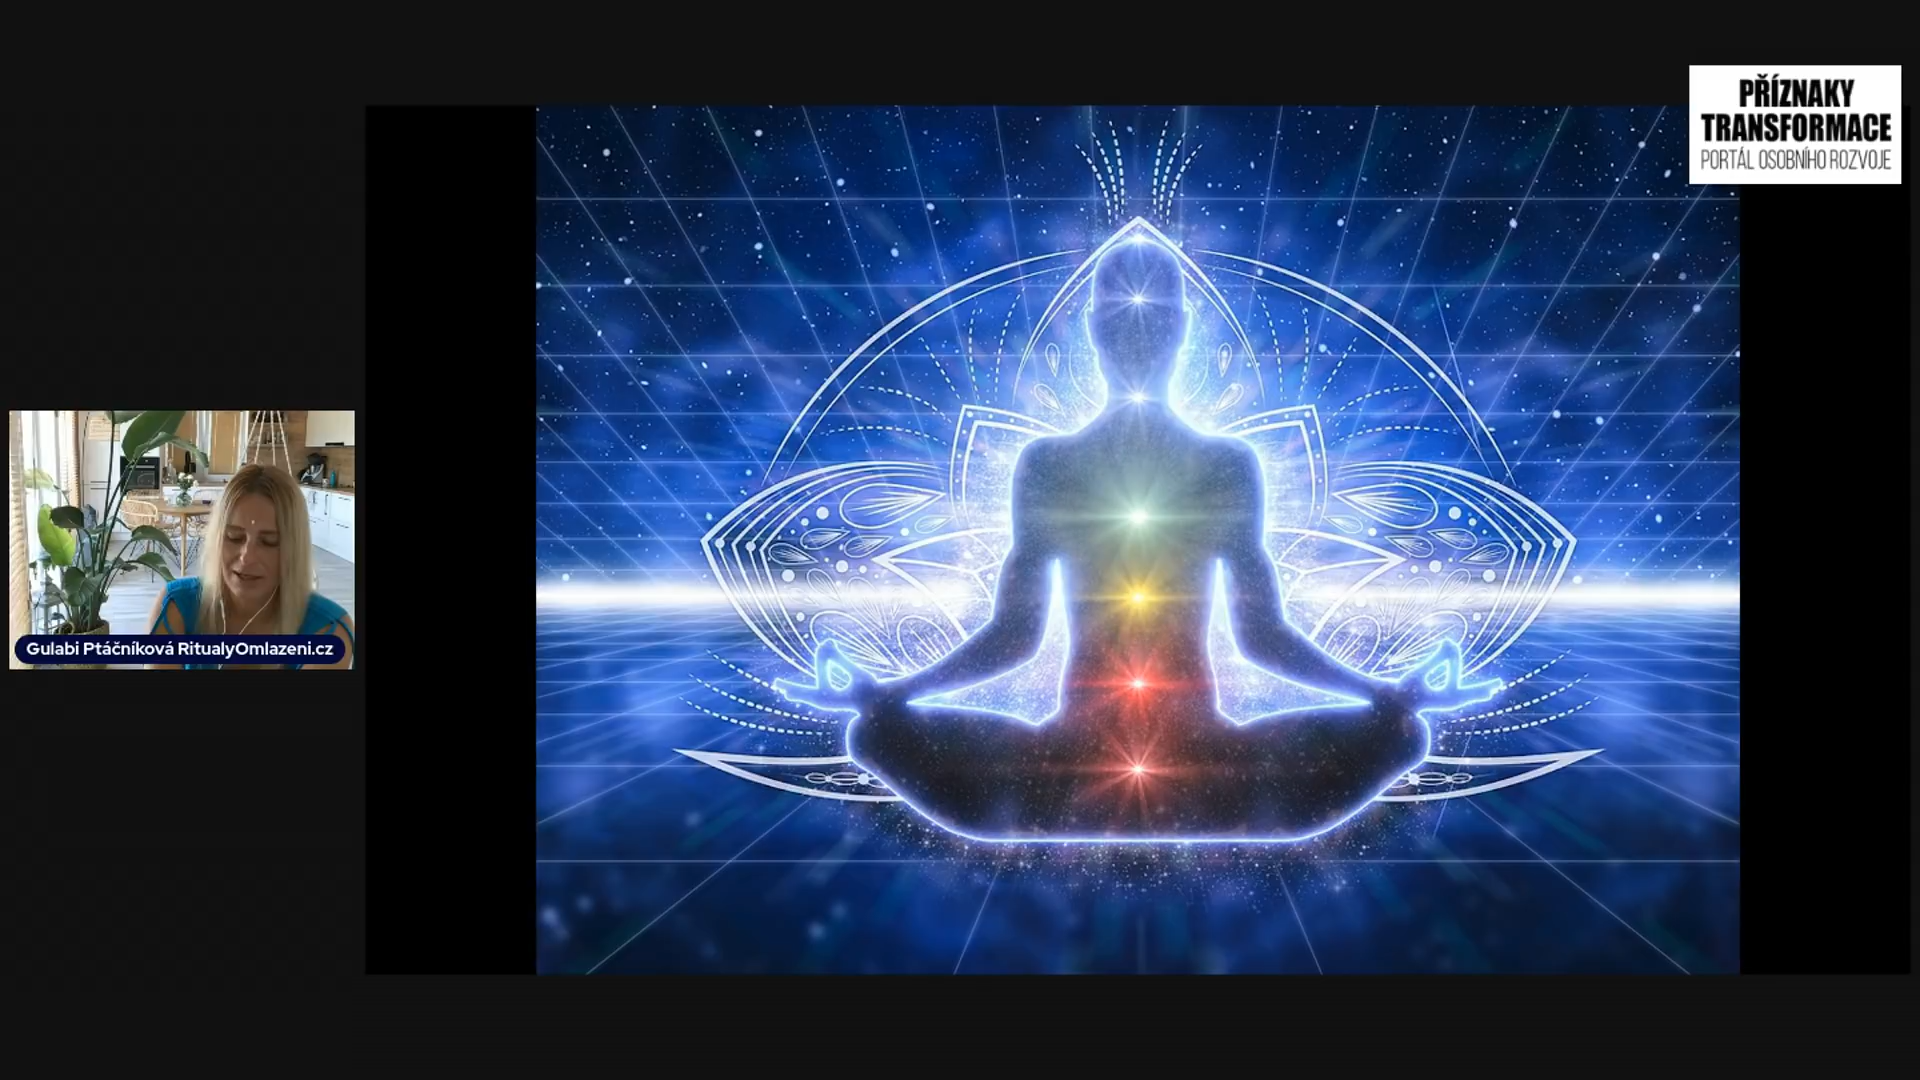 PŘÍZNAKY
TRANSFORMACE
PORTÁL OSOBNÍHO ROZVOJE
Gulabi Ptáčníková RitualyOmlazeni.cz